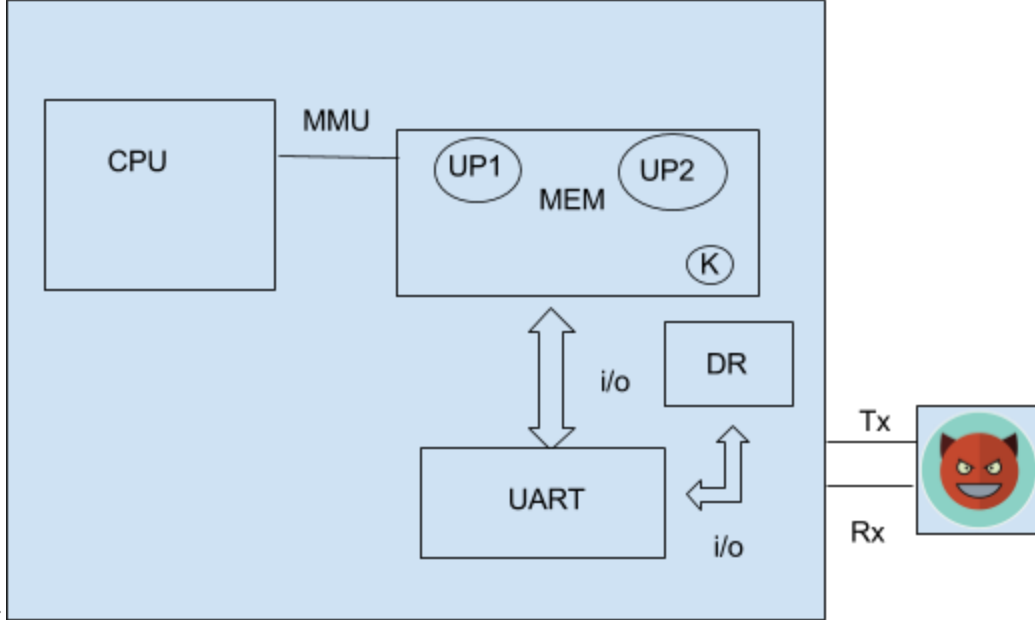 CPU
MMU
UP1
UP2
MEM
K
i/o
DR
Tx
UART
Rx
i/o